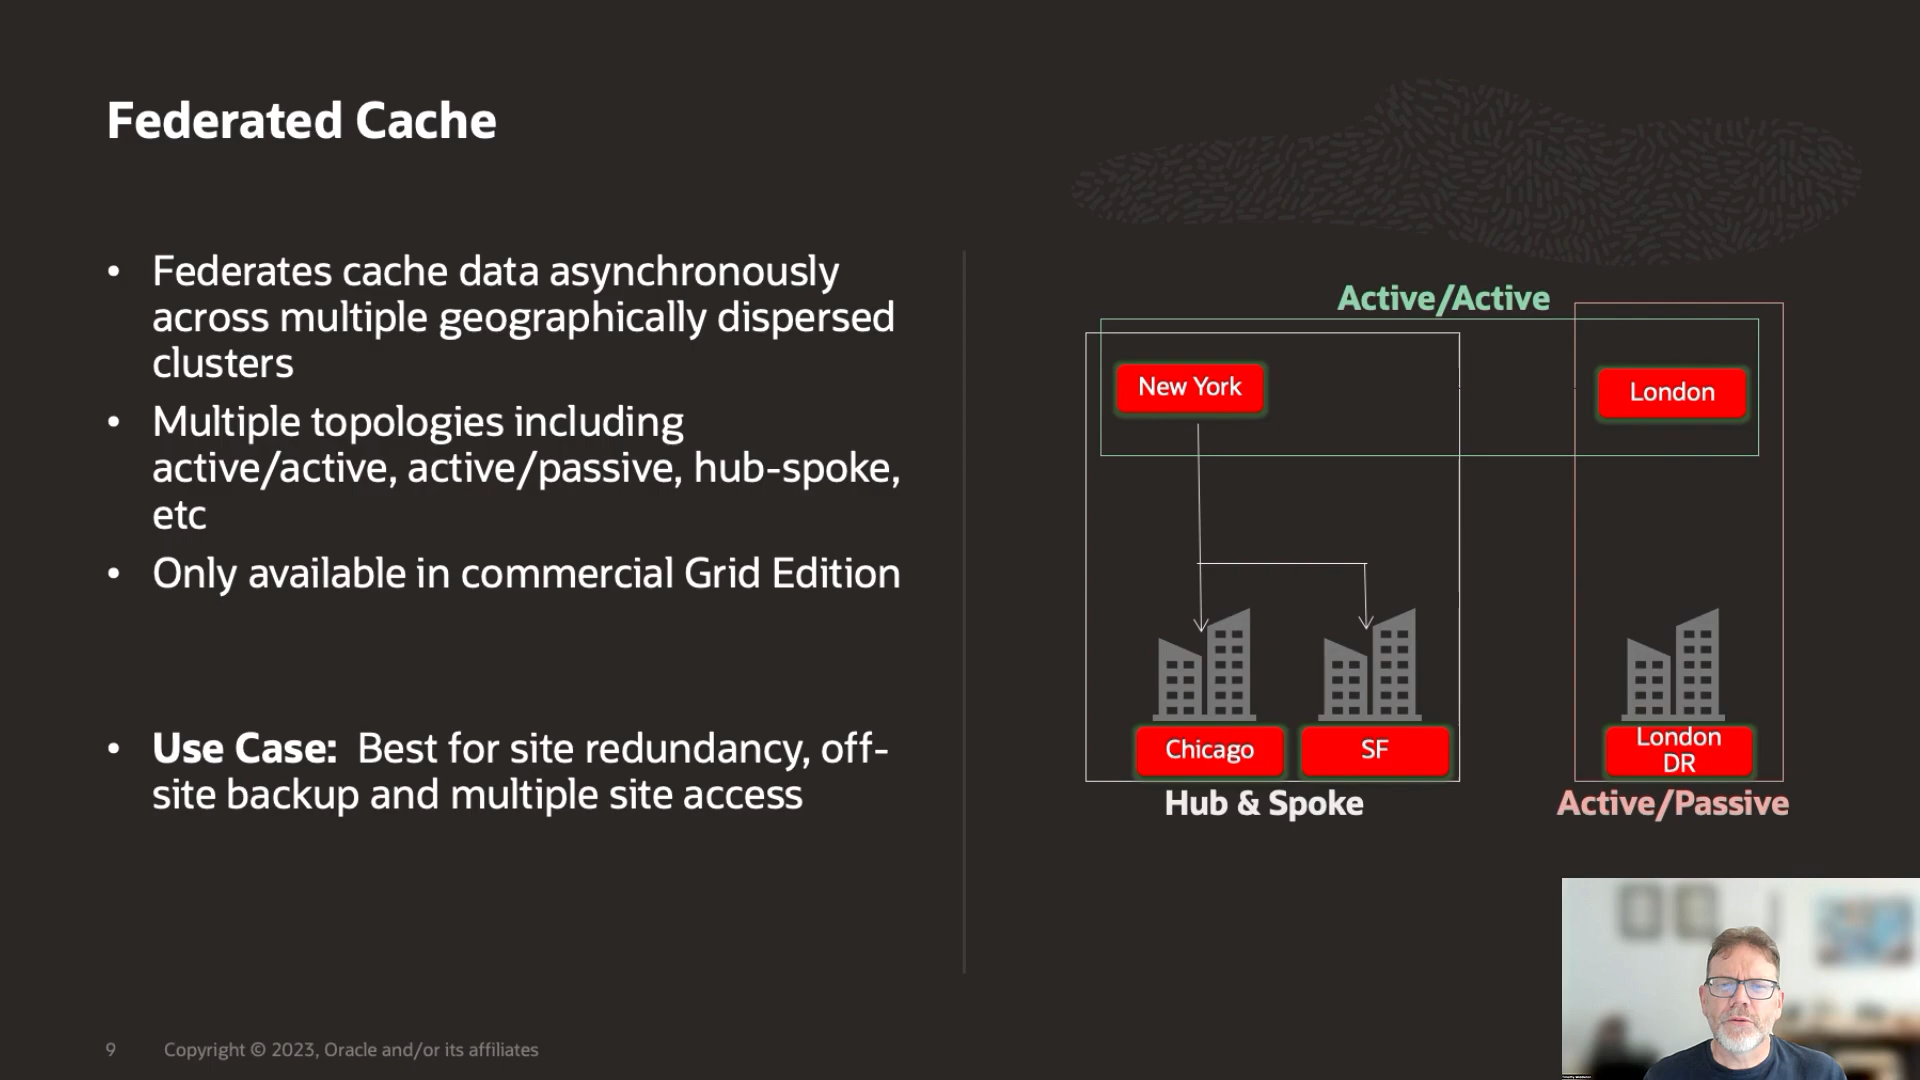 Federated Cache
• Federates cache data asynchronously
across multiple geographically dispersed
clusters
• Multiple topologies including
active/active, active/passive, hub-spoke,
etc
• Only available in commercial Grid Edition
• Use Case: Best for site redundancy, off-
site backup and multiple site access
Active/Active
New York
London
Chicago
SF
London
DR
Hub & Spoke
Active/Passive
9
Copyright © 2023, Oracle and/or its affiliates